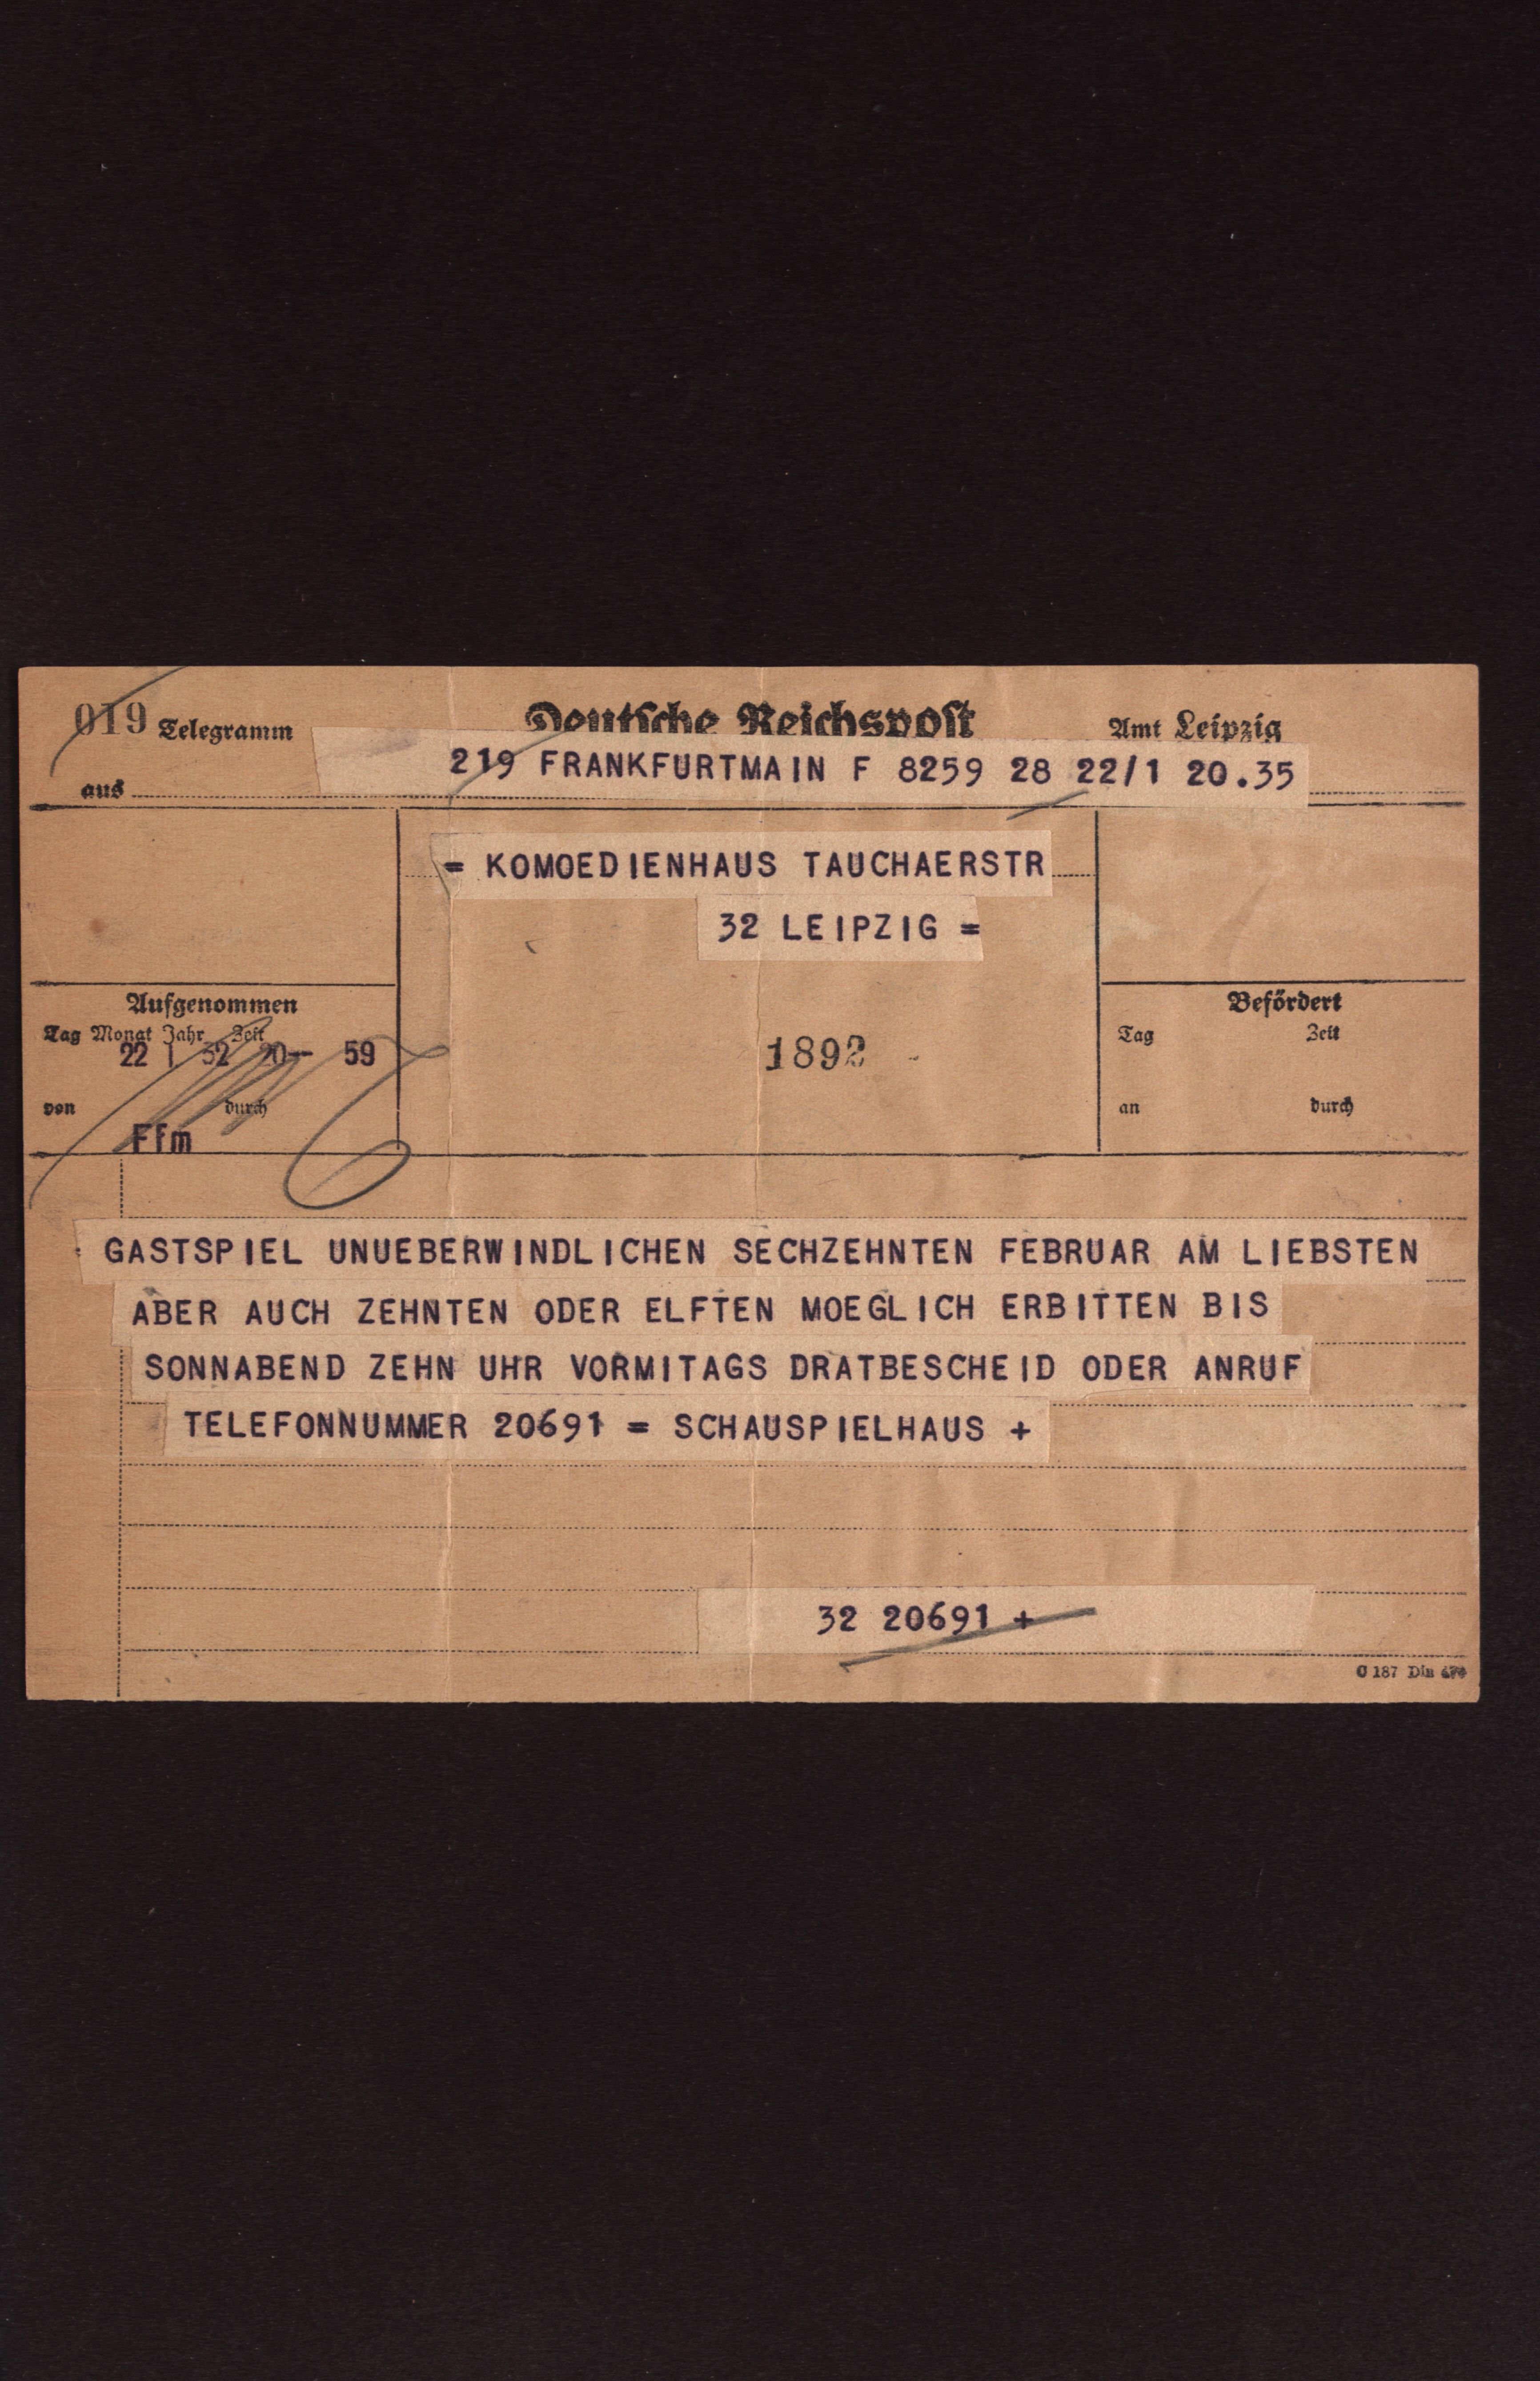 019 Telegramm Deutsche Reichspost Amt Leipzig
219 FRANKFURTMAIN F 8259 28 22/1 20.35
aus
= KOMOEDIENHAUS TAUCHAERSTR
32 LEIPZIG =
Aufgenommen
Tag Monat Jahr Zeit
22 1 32 20— 59
von durch
Ffm
1892
Befördert
Tag Zeit
an durch
GASTSPIEL UNUEBERWINDLICHEN SECHZEHNTEN FEBRUAR AM LIEBSTEN
ABER AUCH ZEHNTEN ODER ELFTEN MOEGLICH ERBITTEN BIS
SONNABEND ZEHN UHR VORMITAGS DRATBESCHEID ODER ANRUF
TELEFONNUMMER 20691 = SCHAUSPIELHAUS +
32 20691 +
C 187 Din